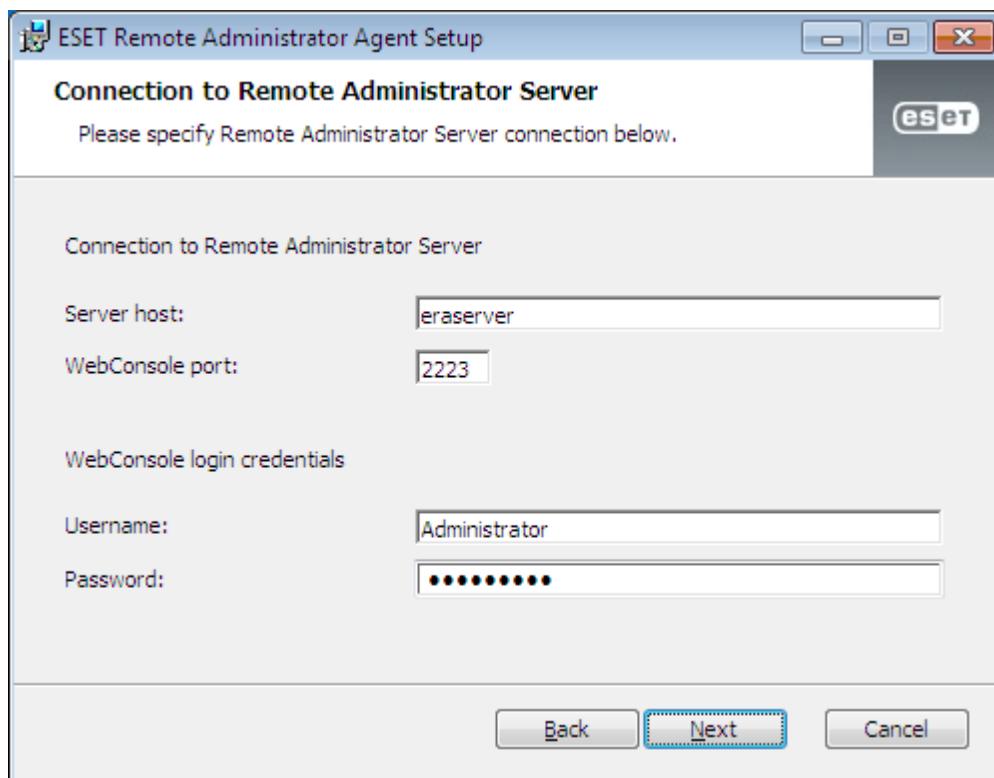 ESET Remote Administrator Agent Setup
Connection to Remote Administrator Server
Please specify Remote Administrator Server connection below.
eset
Connection to Remote Administrator Server
Server host: eraserver
WebConsole port: 2223
WebConsole login credentials
Username: Administrator
Password: •••••••••
Back Next Cancel